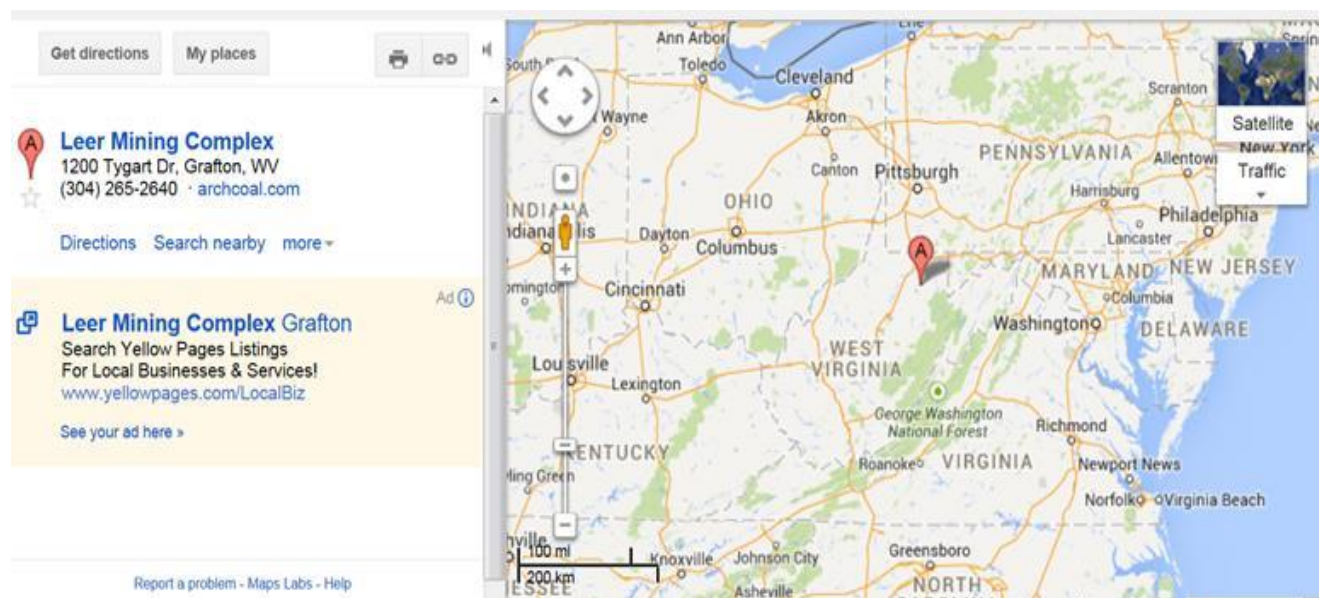 Get directions
My places
A
Leer Mining Complex
1200 Tygart Dr, Grafton, WV
(304) 265-2640 · archcoal.com
Directions Search nearby more
Ad
Leer Mining Complex Grafton
Search Yellow Pages Listings
For Local Businesses & Services!
www.yellowpages.com/LocalBiz
See your ad here »
Report a problem - Maps Labs - Help
Ann Arbor
Erie
South
Toledo
Cleveland
Scranton
Satellite
Wayne
Akron
New York
PENNSYLVANIA
Canton
Pittsburgh
Allentown
Traffic
Harrisburg
OHIO
INDIANA
Philadelphia
Dayton
Columbus
Lancaster
A
MARYLAND
NEW JERSEY
Cincinnati
Columbia
Washington
DELAWARE
WEST
VIRGINIA
Louisville
Lexington
George Washington
National Forest
Richmond
KENTUCKY
Roanoke
VIRGINIA
Newport News
ling Green
Norfolk
Virginia Beach
100 mi
200 km
Knoxville
Johnson City
Greensboro
Asheville
NORTH